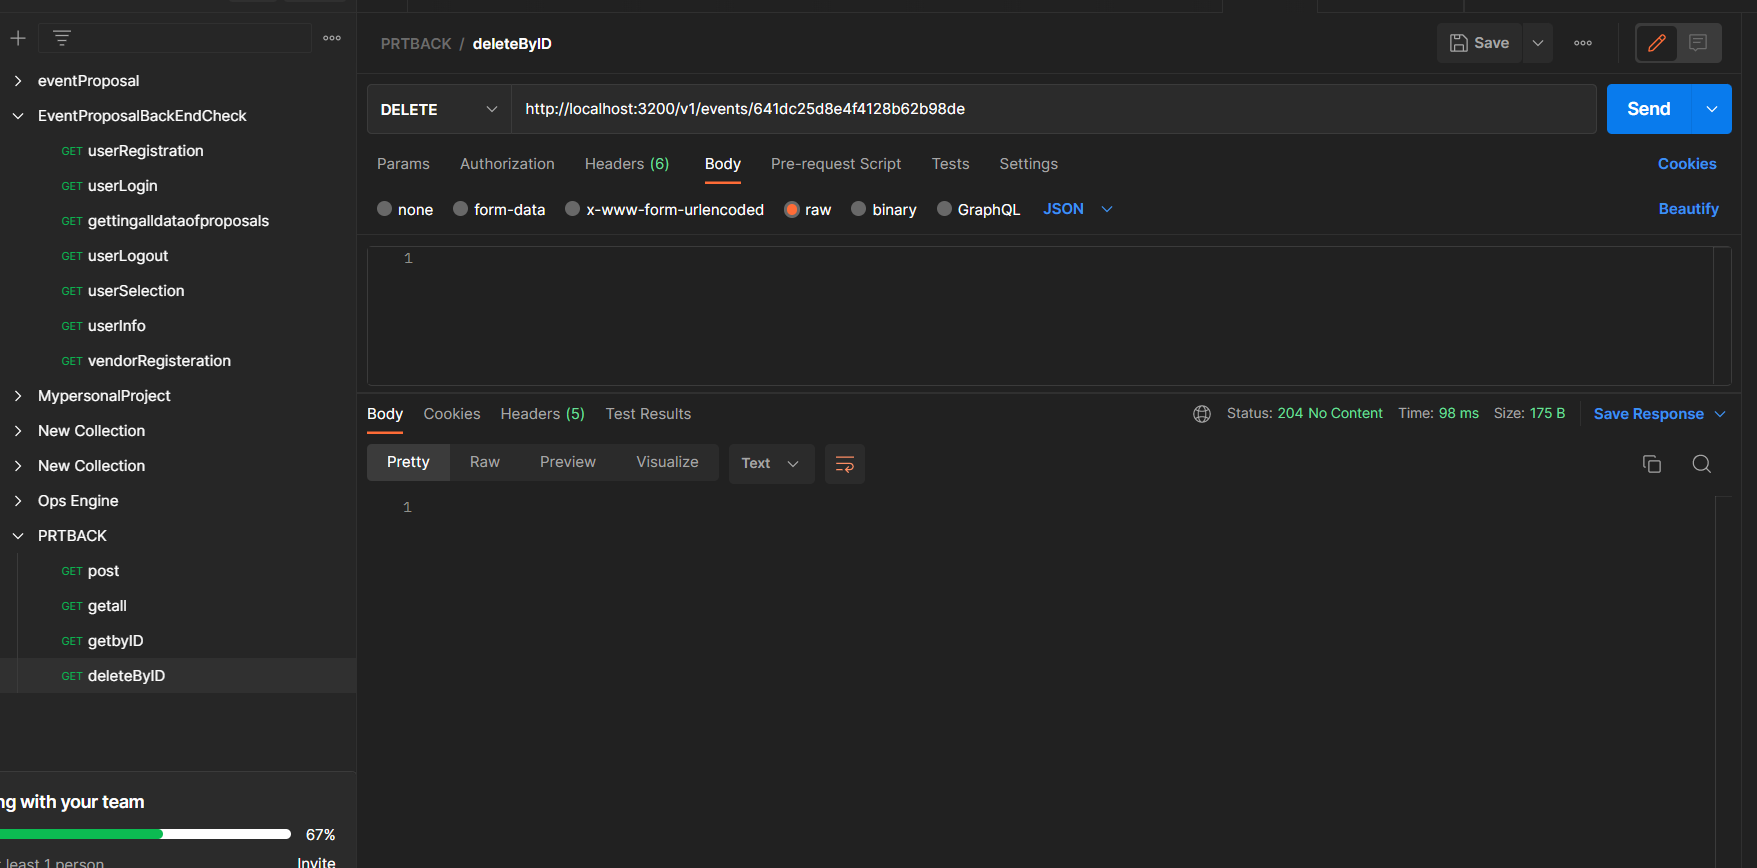 PRTBACK / deleteByID
Save
eventProposal
EventProposalBackEndCheck
GET userRegistration
GET userLogin
GET gettingalldataofproposals
GET userLogout
GET userSelection
GET userInfo
GET vendorRegisteration
MypersonalProject
New Collection
New Collection
Ops Engine
PRTBACK
GET post
GET getall
GET getbyID
GET deleteByID
ng with your team
67%
least 1 person
Invite
DELETE
http://localhost:3200/v1/events/641dc25d8e4f4128b62b98de
Send
Params Authorization Headers (6) Body Pre-request Script Tests Settings Cookies
none form-data x-www-form-urlencoded raw binary GraphQL JSON Beautify
1
Body Cookies Headers (5) Test Results Status: 204 No Content Time: 98 ms Size: 175 B Save Response
Pretty Raw Preview Visualize Text
1